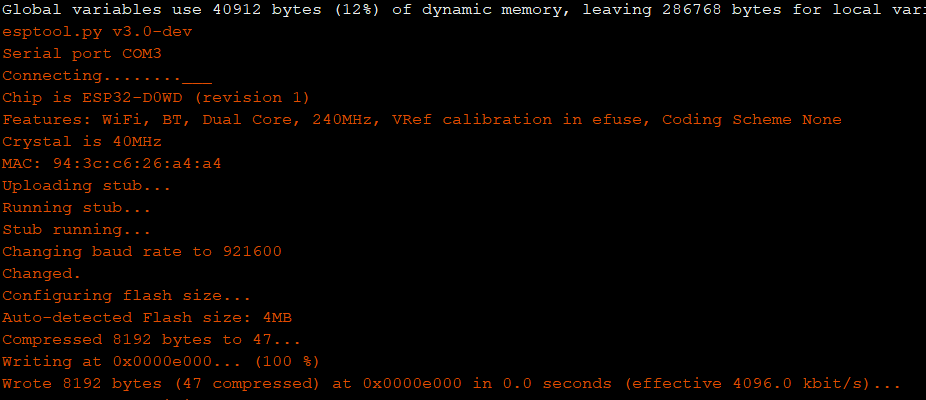 Global variables use 40912 bytes (12%) of dynamic memory, leaving 286768 bytes for local vari
esptool.py v3.0-dev
Serial port COM3
Connecting........___
Chip is ESP32-D0WD (revision 1)
Features: WiFi, BT, Dual Core, 240MHz, VRef calibration in efuse, Coding Scheme None
Crystal is 40MHz
MAC: 94:3c:c6:26:a4:a4
Uploading stub...
Running stub...
Stub running...
Changing baud rate to 921600
Changed.
Configuring flash size...
Auto-detected Flash size: 4MB
Compressed 8192 bytes to 47...
Writing at 0x0000e000... (100 %)
Wrote 8192 bytes (47 compressed) at 0x0000e000 in 0.0 seconds (effective 4096.0 kbit/s)...